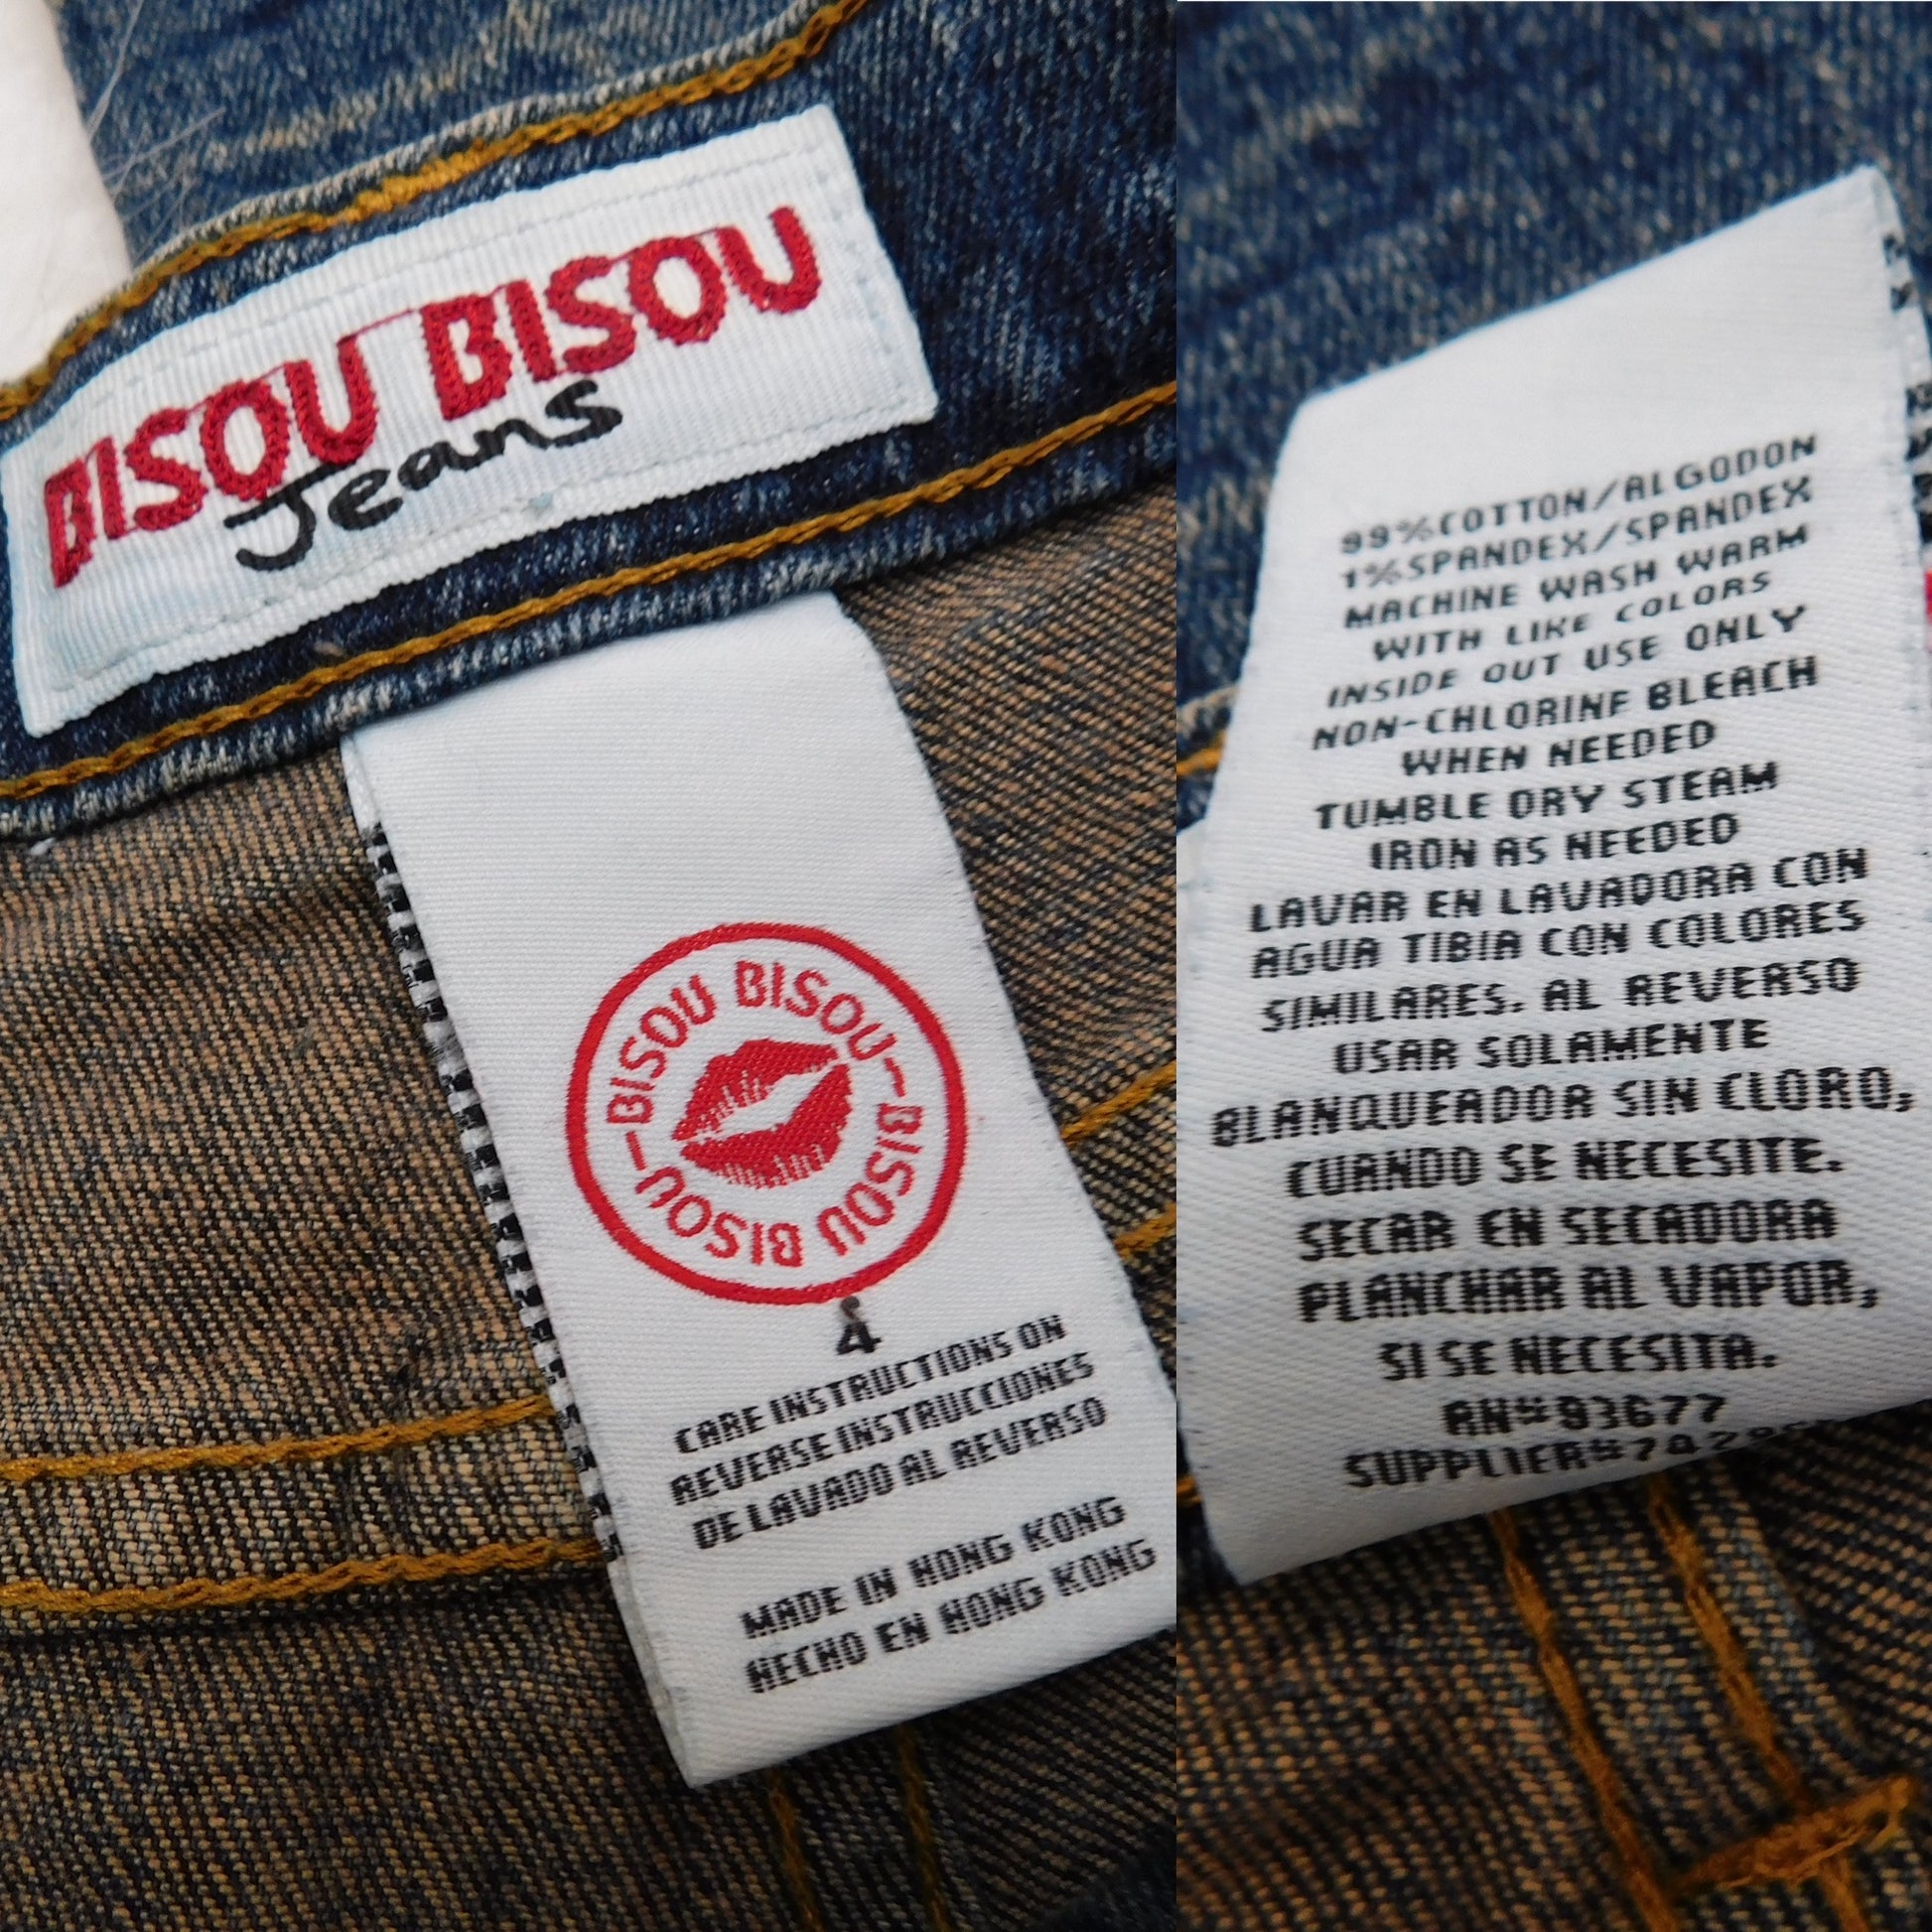 BISOU BISOU
Jeans
BISOU BISOU – BISOU BISOU –
4
CARE INSTRUCTIONS ON
REVERSE INSTRUCCIONES
DE LAVADO AL REVERSO
MADE IN HONG KONG
HECHO EN HONG KONG
99%COTTON/ALGODON
1%SPANDEX/SPANDEX
MACHINE WASH WARM
WITH LIKE COLORS
INSIDE OUT USE ONLY
NON-CHLORINE BLEACH
WHEN NEEDED
TUMBLE DRY STEAM
IRON AS NEEDED
LAVAR EN LAVADORA CON
AGUA TIBIA CON COLORES
SIMILARES. AL REVERSO
USAR SOLAMENTE
BLANQUEADOR SIN CLORO,
CUANDO SE NECESITE.
SECAR EN SECADORA
PLANCHAR AL VAPOR,
SI SE NECESITA.
RN#93677
SUPPLIER#